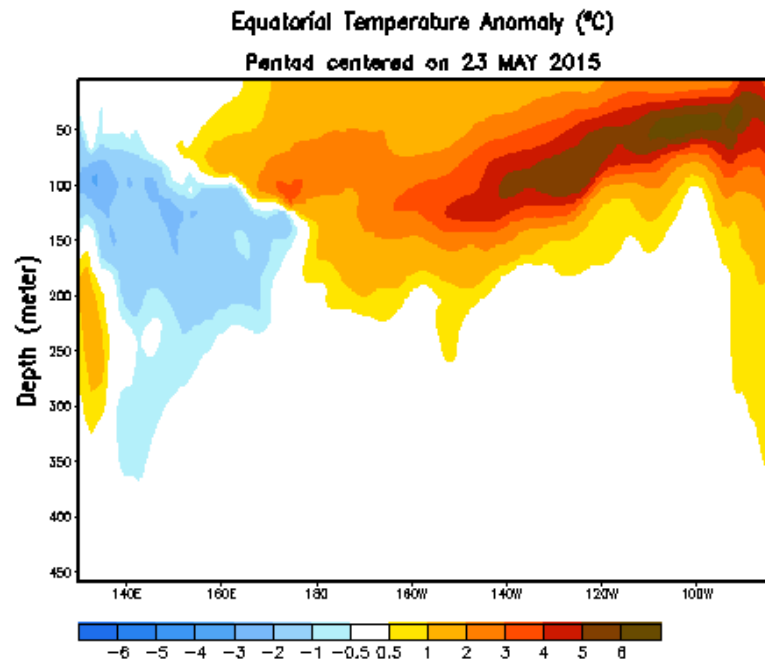 Equatorial Temperature Anomaly (°C)
Pentad centered on 23 MAY 2015
50
100
150
200
250
300
350
400
450
Depth (meter)
140E 160E 180 160W 140W 120W 100W
-6 -5 -4 -3 -2 -1 -0.5 0.5 1 2 3 4 5 6